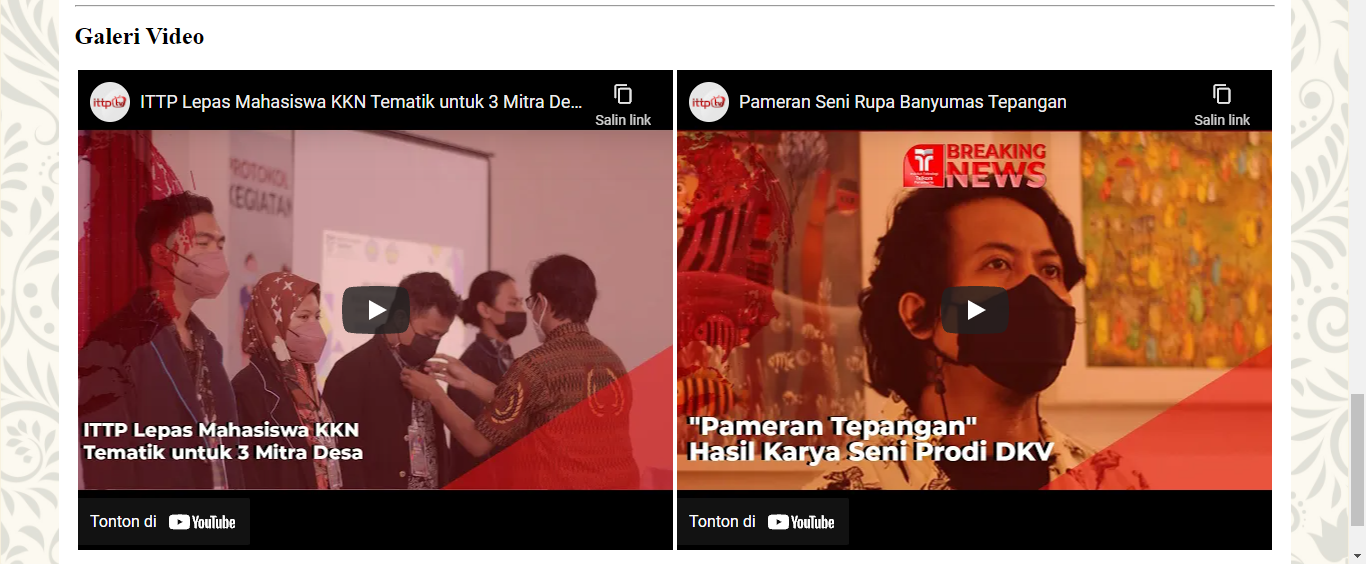 Galeri Video
ittp tv
ITTP Lepas Mahasiswa KKN Tematik untuk 3 Mitra De...
Salin link
PROTOKOL
KEGIATAN
ITTP Lepas Mahasiswa KKN
Tematik untuk 3 Mitra Desa
Tonton di YouTube
ittp tv
Pameran Seni Rupa Banyumas Tepangan
Salin link
BREAKING
NEWS
"Pameran Tepangan"
Hasil Karya Seni Prodi DKV
Tonton di YouTube